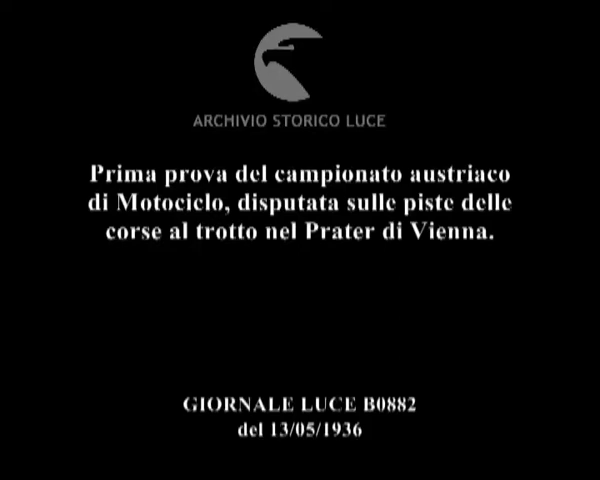 ARCHIVIO STORICO LUCE
Prima prova del campionato austriaco
di Motociclo, disputata sulle piste delle
corse al trotto nel Prater di Vienna.
GIORNALE LUCE B0882
del 13/05/1936